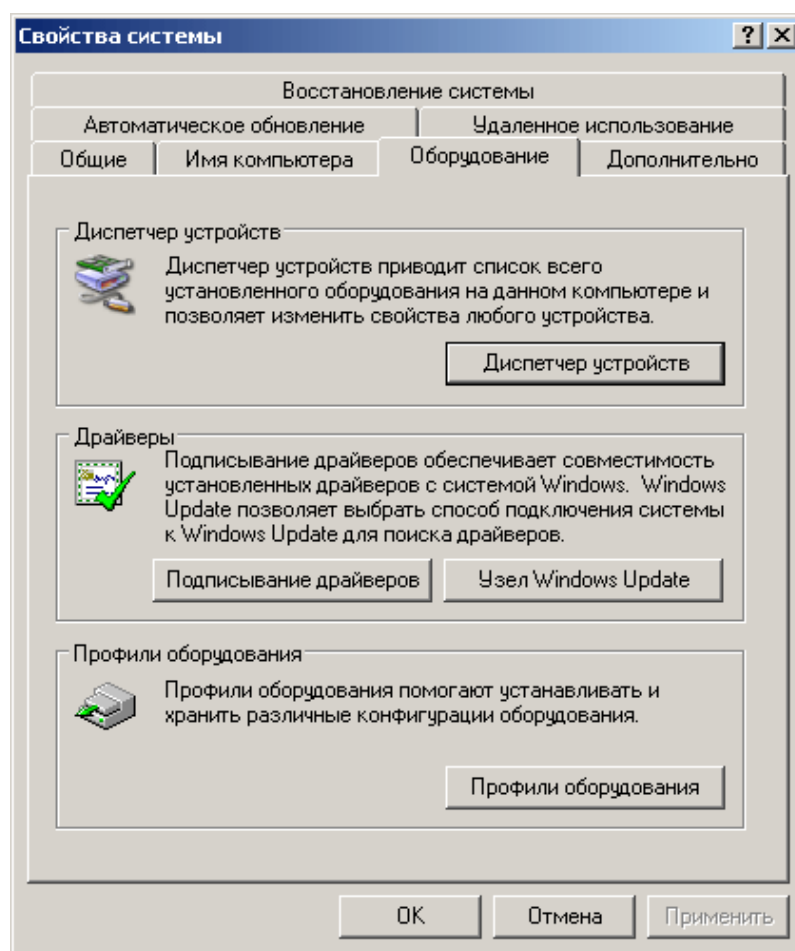 Свойства системы
Восстановление системы
Автоматическое обновление Удаленное использование
Общие Имя компьютера Оборудование Дополнительно
Диспетчер устройств
Диспетчер устройств приводит список всего
установленного оборудования на данном компьютере и
позволяет изменить свойства любого устройства.
Диспетчер устройств
Драйверы
Подписывание драйверов обеспечивает совместимость
установленных драйверов с системой Windows. Windows
Update позволяет выбрать способ подключения системы
к Windows Update для поиска драйверов.
Подписывание драйверов Узел Windows Update
Профили оборудования
Профили оборудования помогают устанавливать и
хранить различные конфигурации оборудования.
Профили оборудования
OK Отмена Применить